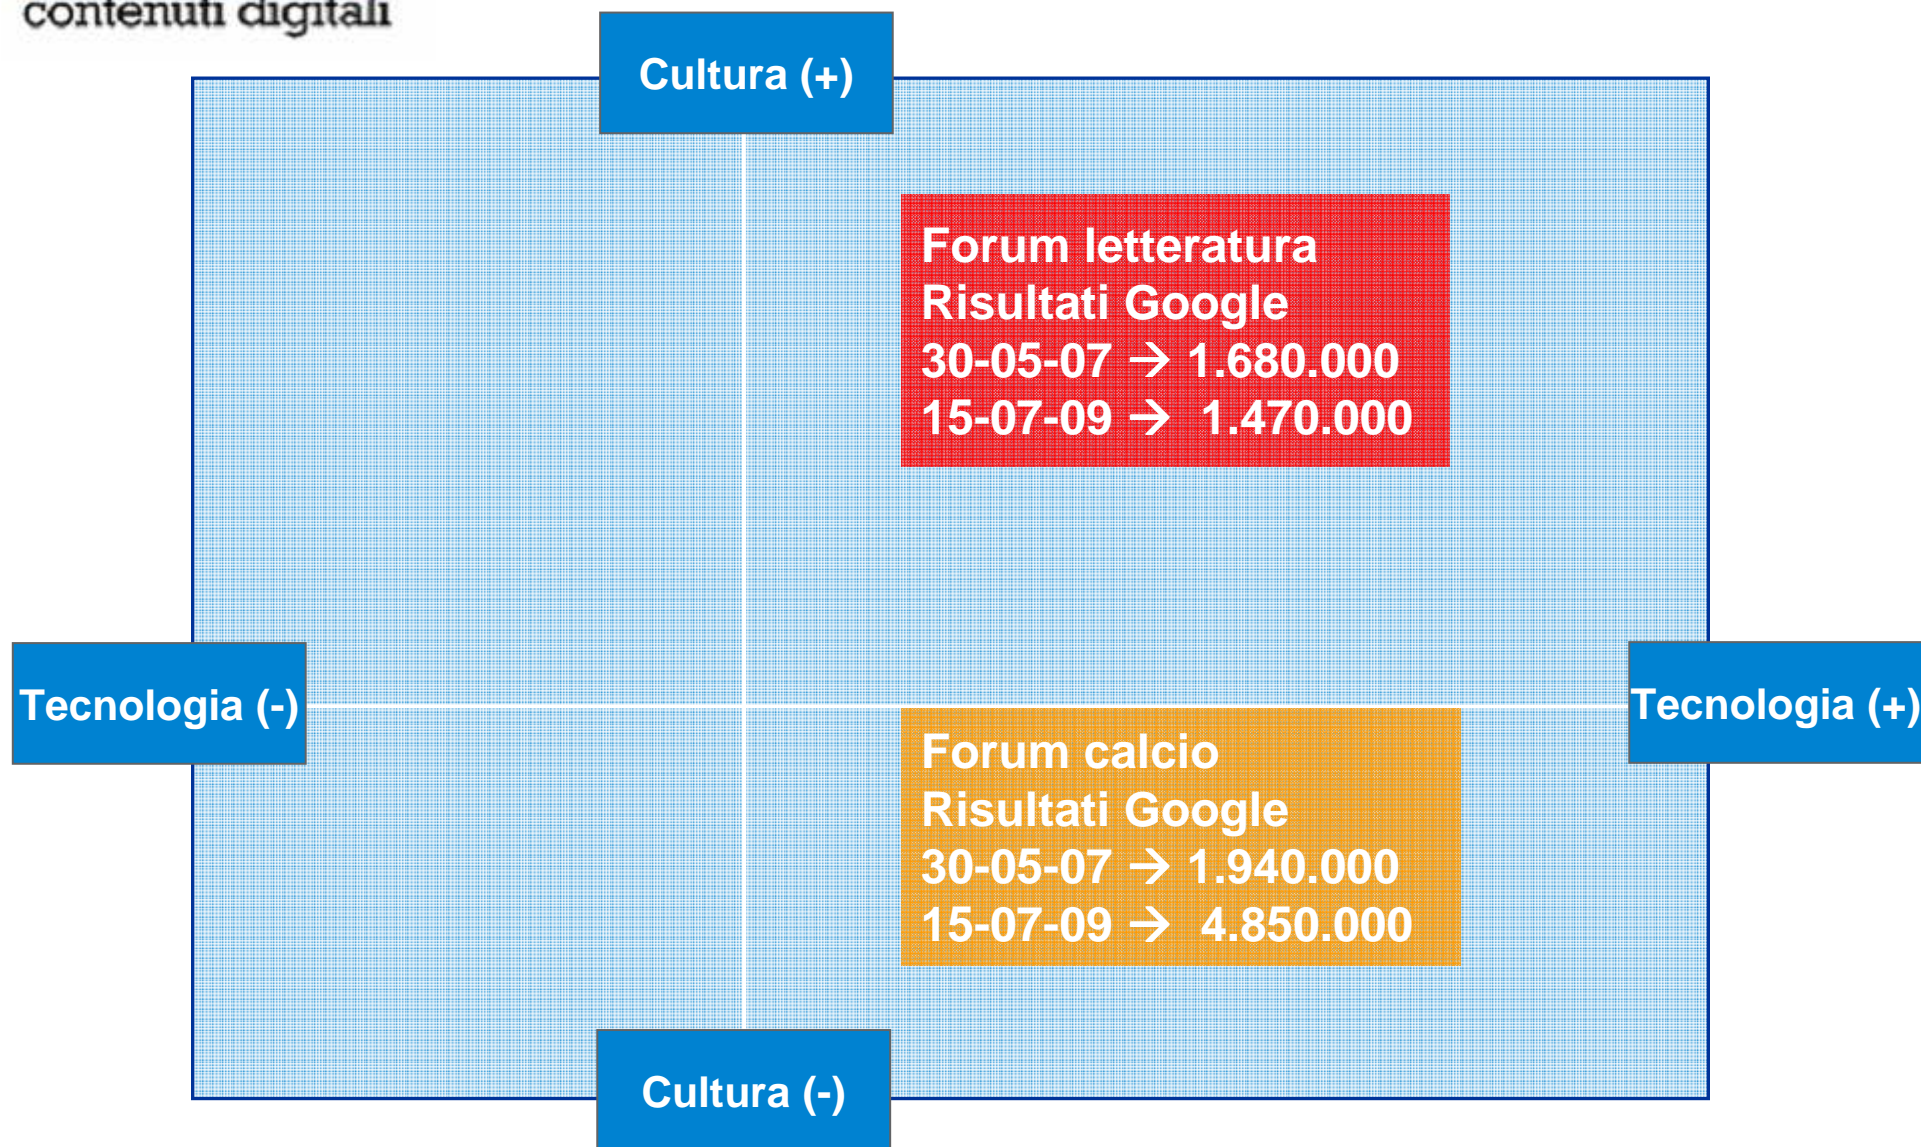 contenuti digitali
Cultura (+)
Forum letteratura
Risultati Google
30-05-07 → 1.680.000
15-07-09 → 1.470.000
Tecnologia (-)
Tecnologia (+)
Forum calcio
Risultati Google
30-05-07 → 1.940.000
15-07-09 → 4.850.000
Cultura (-)